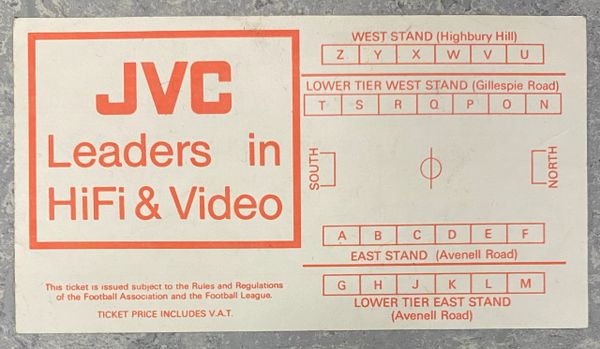 JVC
Leaders in
HiFi & Video
This ticket is issued subject to the Rules and Regulations
of the Football Association and the Football League.
TICKET PRICE INCLUDES V.A.T.
WEST STAND (Highbury Hill)
Z Y X W V U
LOWER TIER WEST STAND (Gillespie Road)
T S R Q P O N
SOUTH
NORTH
A B C D E F
EAST STAND (Avenell Road)
G H J K L M
LOWER TIER EAST STAND
(Avenell Road)